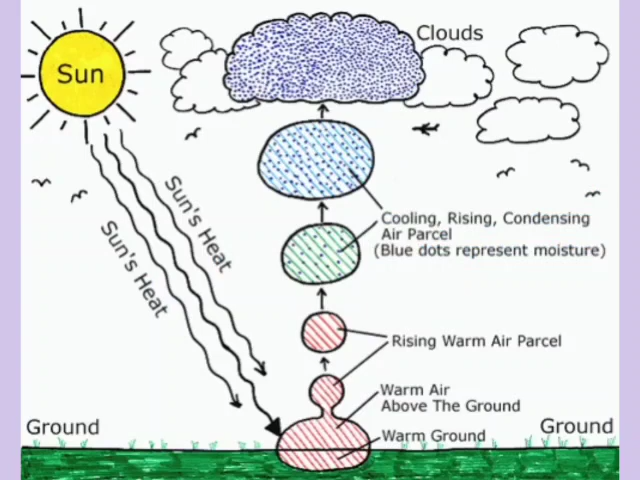 Clouds
Sun
Sun's Heat
Sun's Heat
Cooling, Rising, Condensing
Air Parcel
(Blue dots represent moisture)
Rising Warm Air Parcel
Warm Air
Above The Ground
Ground
Warm Ground
Ground